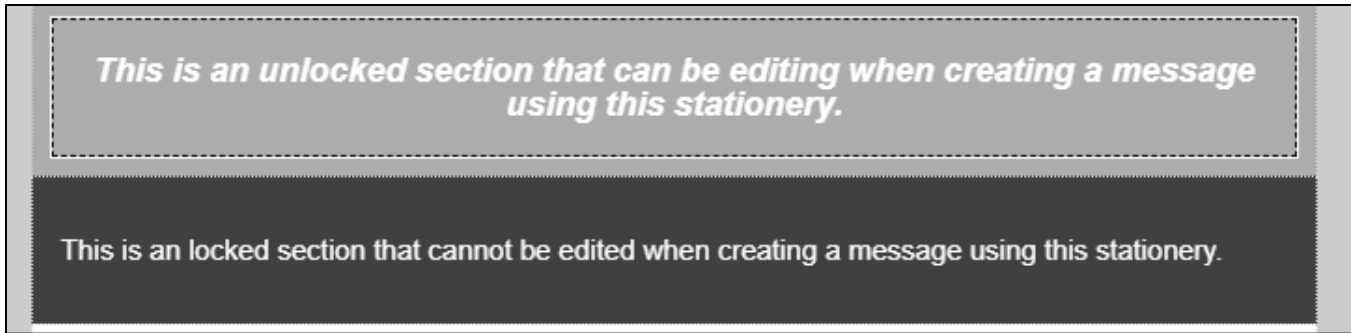 This is an unlocked section that can be editing when creating a message
using this stationery.
This is an locked section that cannot be edited when creating a message using this stationery.